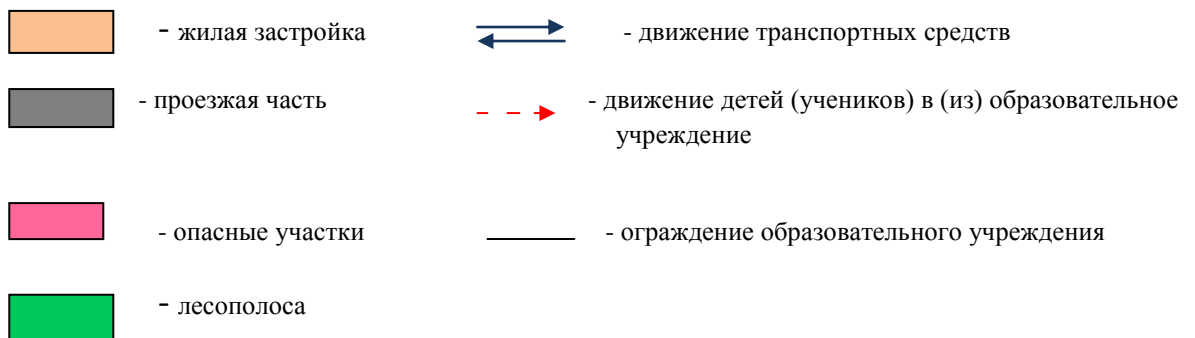 - жилая застройка
- движение транспортных средств
- проезжая часть
- движение детей (учеников) в (из) образовательное
учреждение
- опасные участки
- ограждение образовательного учреждения
- лесополоса